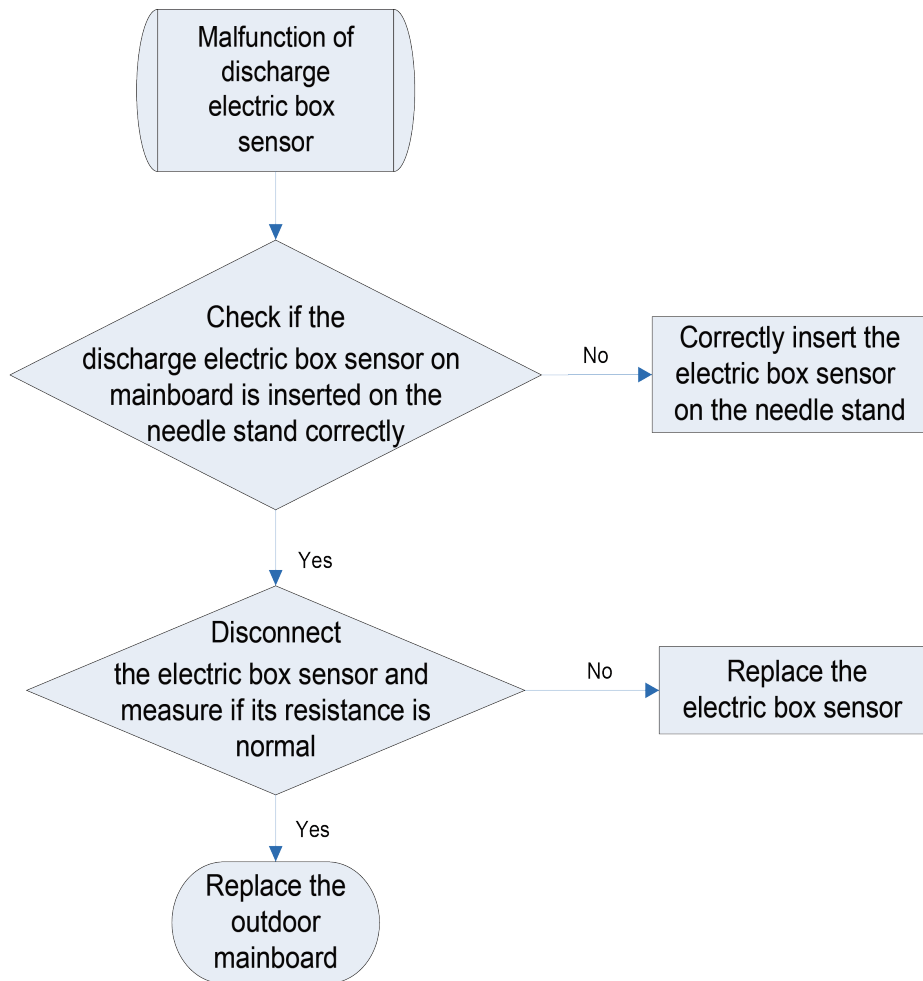 Malfunction of
discharge
electric box
sensor
Check if the
discharge electric box sensor on
mainboard is inserted on the
needle stand correctly
No
Correctly insert the
electric box sensor
on the needle stand
Yes
Disconnect
the electric box sensor and
measure if its resistance is
normal
No
Replace the
electric box sensor
Yes
Replace the
outdoor
mainboard